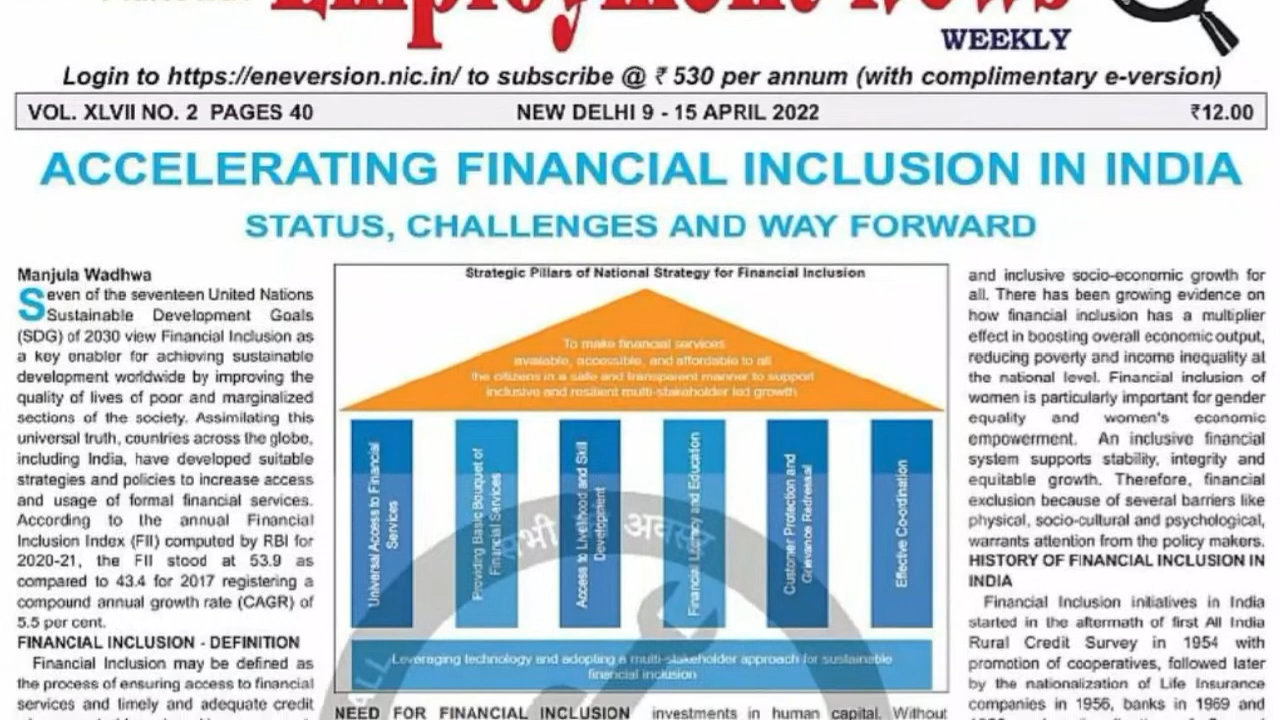 Employment News
WEEKLY
Login to https://eneversion.nic.in/ to subscribe @ ₹ 530 per annum (with complimentary e-version)
VOL. XLVII NO. 2 PAGES 40
NEW DELHI 9 - 15 APRIL 2022
₹12.00
ACCELERATING FINANCIAL INCLUSION IN INDIA
STATUS, CHALLENGES AND WAY FORWARD
Manjula Wadhwa
Seven of the seventeen United Nations
Sustainable Development Goals
(SDG) of 2030 view Financial Inclusion as
a key enabler for achieving sustainable
development worldwide by improving the
quality of lives of poor and marginalized
sections of the society. Assimilating this
universal truth, countries across the globe,
including India, have developed suitable
strategies and policies to increase access
and usage of formal financial services.
According to the annual Financial
Inclusion Index (FII) computed by RBI for
2020-21, the FII stood at 53.9 as
compared to 43.4 for 2017 registering a
compound annual growth rate (CAGR) of
5.5 per cent.
FINANCIAL INCLUSION - DEFINITION
Financial Inclusion may be defined as
the process of ensuring access to financial
services and timely and adequate credit
Strategic Pillars of National Strategy for Financial Inclusion
To make financial services
available, accessible, and affordable to all
the citizens in a safe and transparent manner to support
inclusive and resilient multi-stakeholder led growth
Universal Access to Financial
Services
Providing Basic Bouquet of
Financial Services
Access to Livelihood and Skill
Development
Financial Literacy and Education
Customer Protection and
Grievance Redressal
Effective Co-ordination
सभी अवसर
ALL
Leveraging technology and adopting a multi-stakeholder approach for sustainable
financial inclusion
NEED FOR FINANCIAL INCLUSION
investments in human capital. Without
and inclusive socio-economic growth for
all. There has been growing evidence on
how financial inclusion has a multiplier
effect in boosting overall economic output,
reducing poverty and income inequality at
the national level. Financial inclusion of
women is particularly important for gender
equality and women's economic
empowerment. An inclusive financial
system supports stability, integrity and
equitable growth. Therefore, financial
exclusion because of several barriers like
physical, socio-cultural and psychological,
warrants attention from the policy makers.
HISTORY OF FINANCIAL INCLUSION IN
INDIA
Financial Inclusion initiatives in India
started in the aftermath of first All India
Rural Credit Survey in 1954 with
promotion of cooperatives, followed later
by the nationalization of Life Insurance
companies in 1956, banks in 1969 and